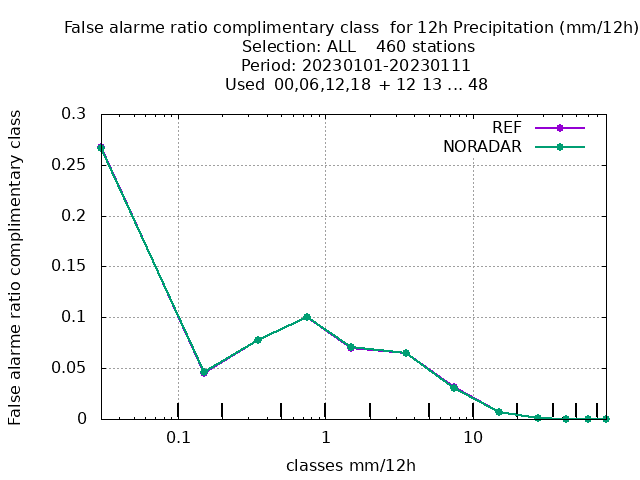 False alarme ratio complimentary class  for 12h Precipitation (mm/12h)
Selection: ALL    460 stations
Period: 20230101-20230111
Used  00,06,12,18  + 12 13 ... 48
REF
NORADAR
False alarme ratio complimentary class
0.3
0.25
0.2
0.15
0.1
0.05
0
0.1 1 10
classes mm/12h